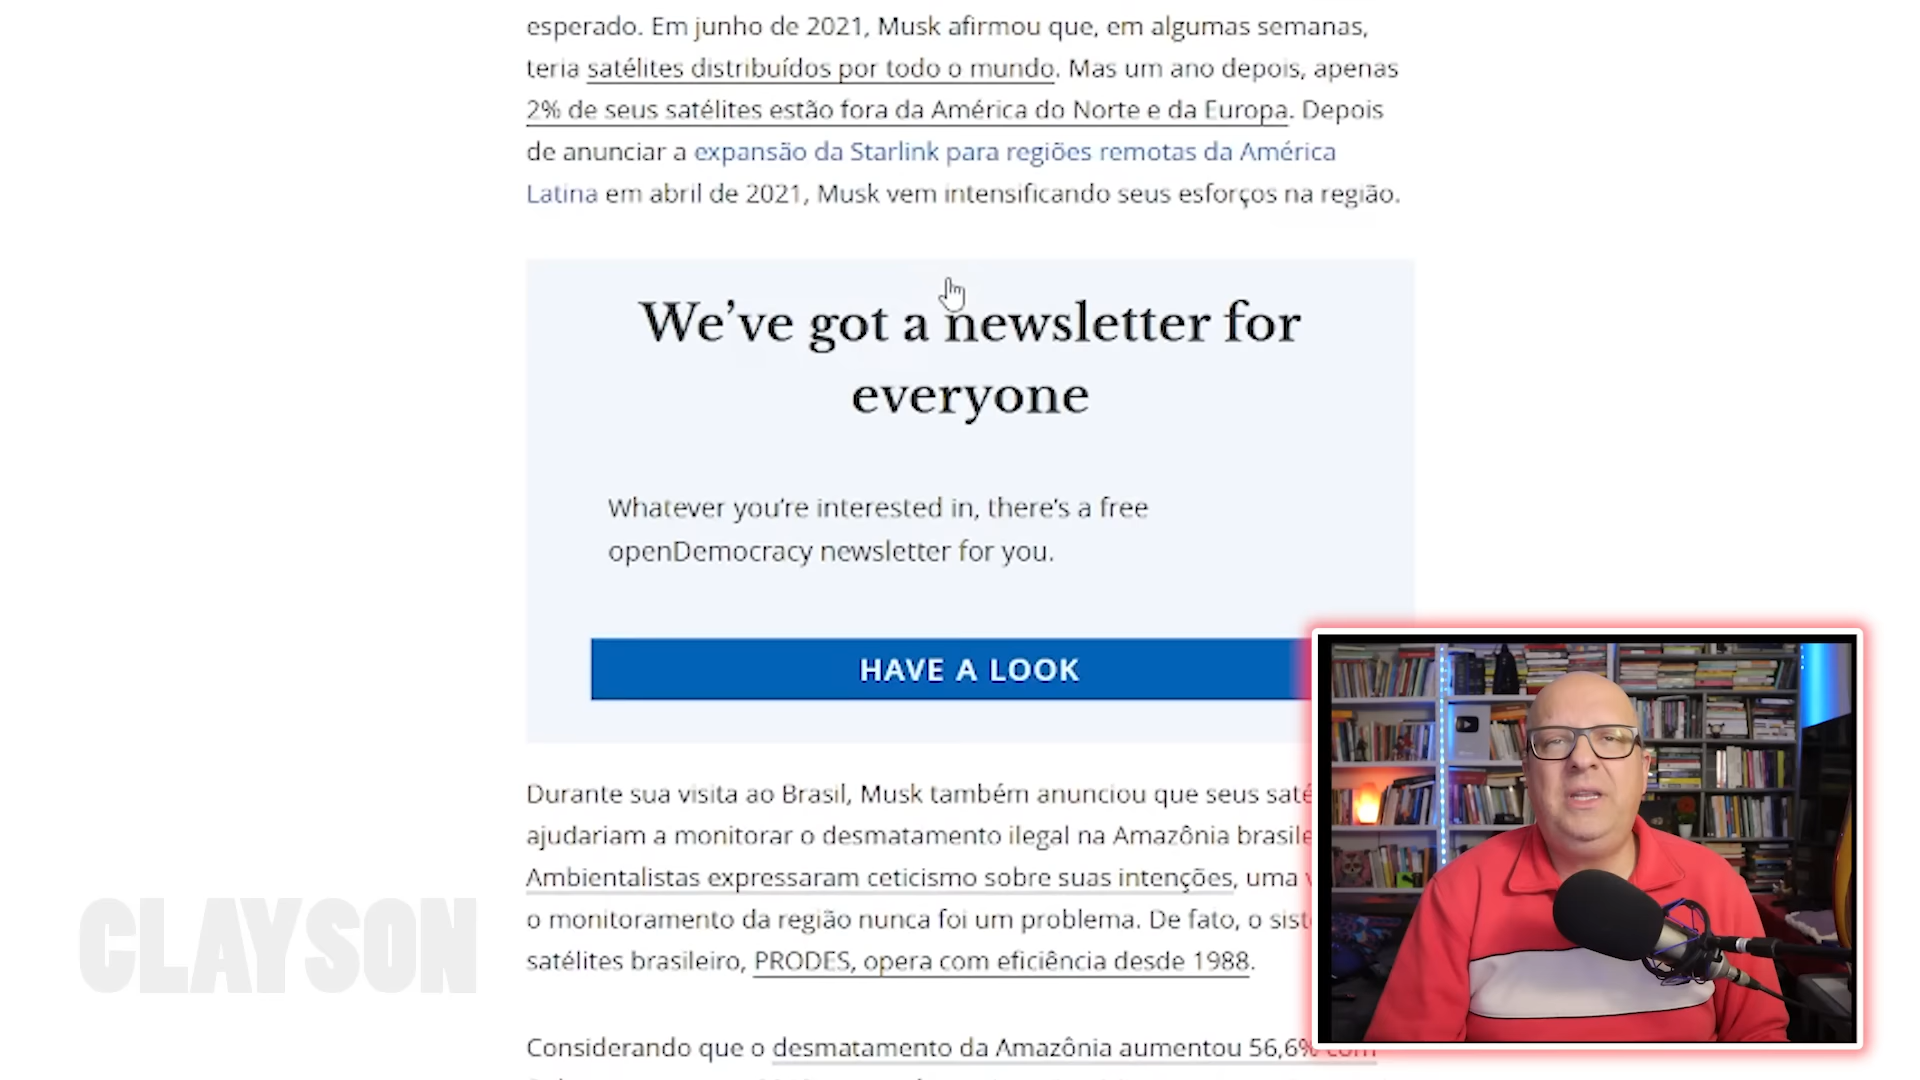 esperado. Em junho de 2021, Musk afirmou que, em algumas semanas,
teria satélites distribuídos por todo o mundo. Mas um ano depois, apenas
2% de seus satélites estão fora da América do Norte e da Europa. Depois
de anunciar a expansão da Starlink para regiões remotas da América
Latina em abril de 2021, Musk vem intensificando seus esforços na região.
We’ve got a newsletter for
everyone
Whatever you’re interested in, there’s a free
openDemocracy newsletter for you.
HAVE A LOOK
Durante sua visita ao Brasil, Musk também anunciou que seus
ajudariam a monitorar o desmatamento ilegal na Amazônia
Ambientalistas expressaram ceticismo sobre suas intenções, uma
o monitoramento da região nunca foi um problema. De fato, o
satélites brasileiro, PRODES, opera com eficiência desde 1988.
Considerando que o desmatamento da Amazônia aumentou 56,6% com
CLAYSON